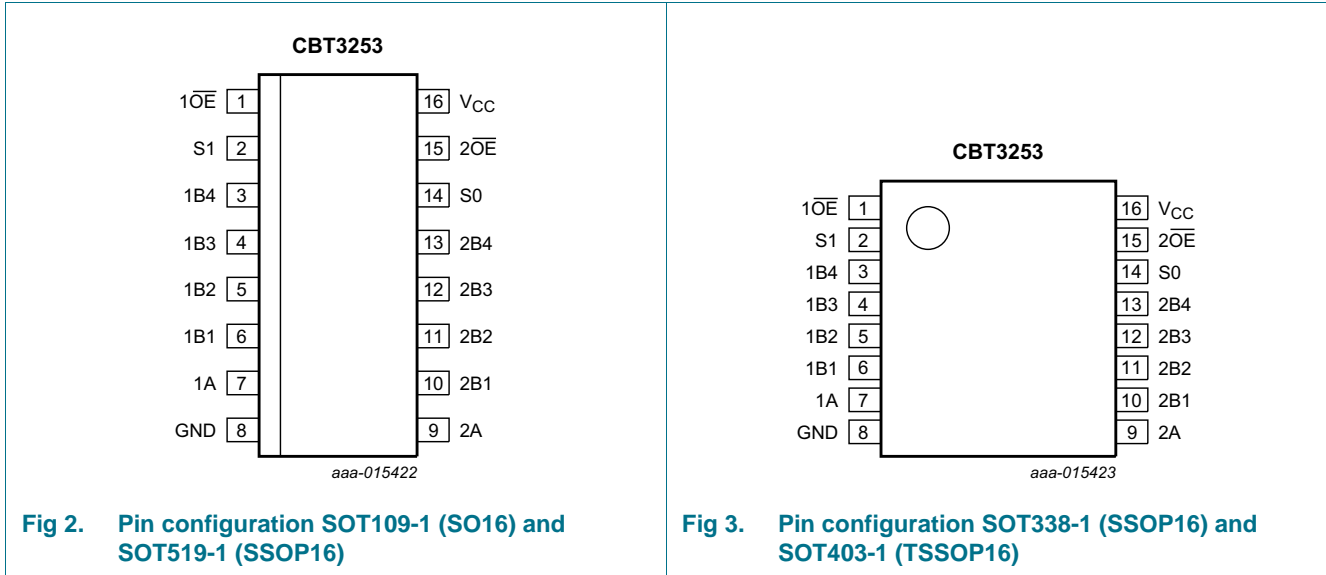 CBT3253
1O̅E̅ 1 16 VCC
S1 2 15 2O̅E̅
1B4 3 14 S0
1B3 4 13 2B4
1B2 5 12 2B3
1B1 6 11 2B2
1A 7 10 2B1
GND 8 9 2A
aaa-015422
Fig 2. Pin configuration SOT109-1 (SO16) and
SOT519-1 (SSOP16)
CBT3253
1O̅E̅ 1 16 VCC
S1 2 15 2O̅E̅
1B4 3 14 S0
1B3 4 13 2B4
1B2 5 12 2B3
1B1 6 11 2B2
1A 7 10 2B1
GND 8 9 2A
aaa-015423
Fig 3. Pin configuration SOT338-1 (SSOP16) and
SOT403-1 (TSSOP16)